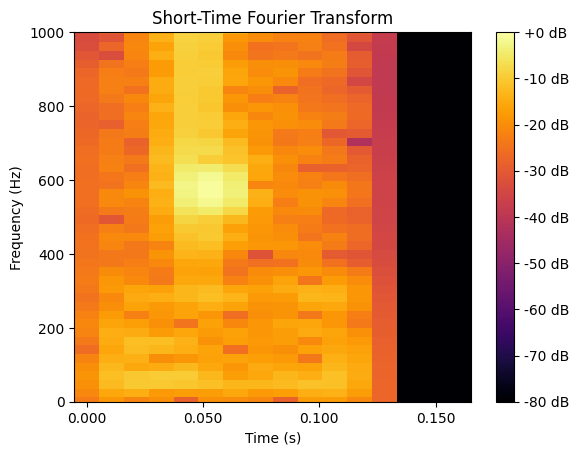 Short-Time Fourier Transform
1000
800
600
400
200
0
Frequency (Hz)
0.000
0.050
0.100
0.150
Time (s)
+0 dB
-10 dB
-20 dB
-30 dB
-40 dB
-50 dB
-60 dB
-70 dB
-80 dB